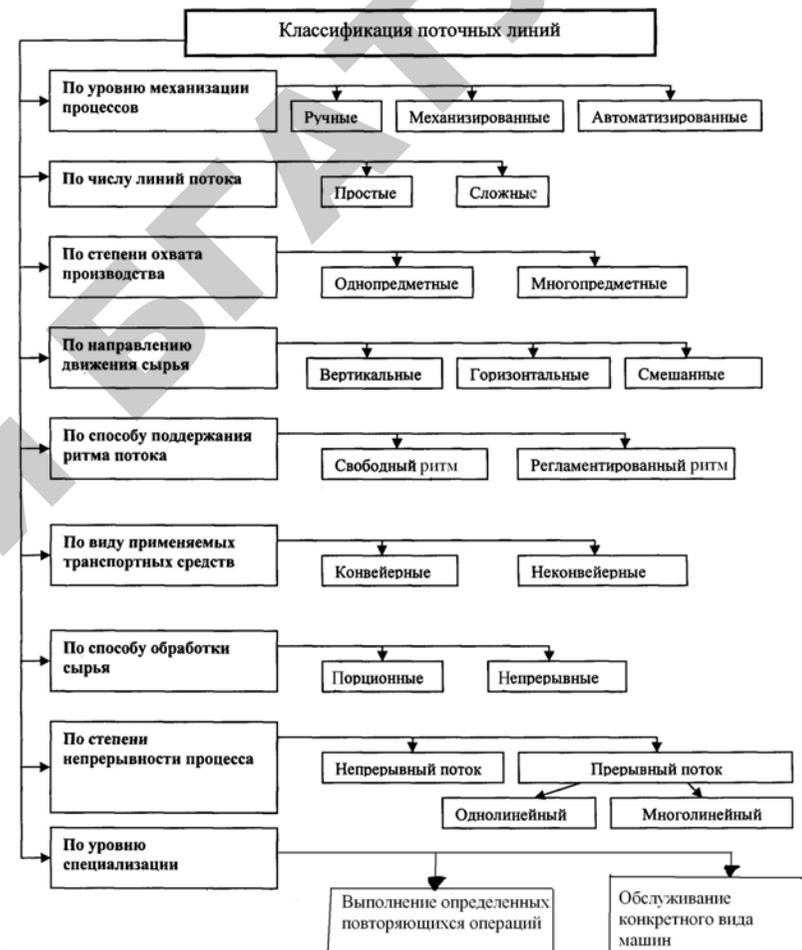 Классификация поточных линий
По уровню механизации
процессов
Ручные
Механизированные
Автоматизированные
По числу линий потока
Простые
Сложные
По степени охвата
производства
Однопредметные
Многопредметные
По направлению
движения сырья
Вертикальные
Горизонтальные
Смешанные
По способу поддержания
ритма потока
Свободный ритм
Регламентированный ритм
По виду применяемых
транспортных средств
Конвейерные
Неконвейерные
По способу обработки
сырья
Порционные
Непрерывные
По степени
непрерывности процесса
Непрерывный поток
Прерывный поток
Однолинейный
Многолинейный
По уровню
специализации
Выполнение определенных
повторяющихся операций
Обслуживание
конкретного вида
машин
БГАТУ